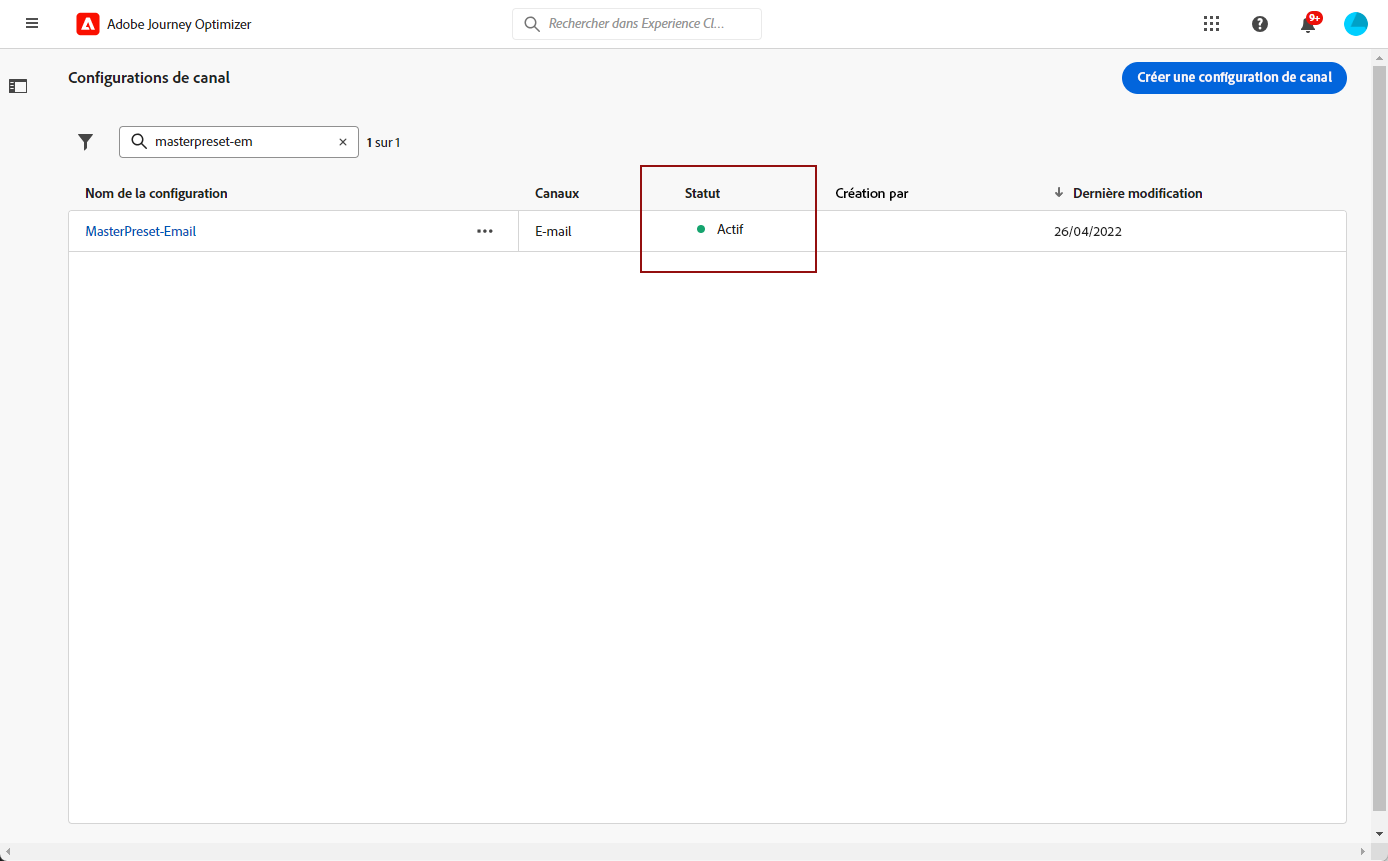 Adobe Journey Optimizer
Rechercher dans Experience Cl...
9+
Configurations de canal
Créer une configuration de canal
masterpreset-em
1 sur 1
Nom de la configuration Canaux Statut Création par Dernière modification
MasterPreset-Email E-mail Actif 26/04/2022